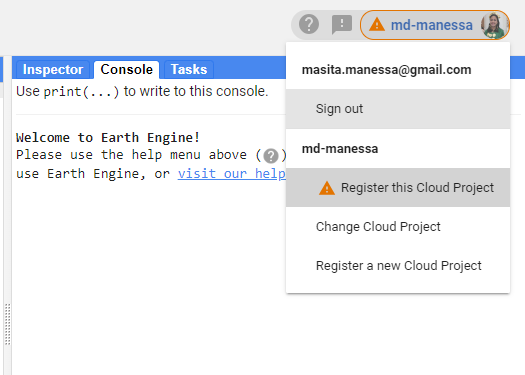 md-manessa
Inspector Console Tasks
Use print(...) to write to this console.
Welcome to Earth Engine!
Please use the help menu above (?)
use Earth Engine, or visit our help
masita.manessa@gmail.com
Sign out
md-manessa
Register this Cloud Project
Change Cloud Project
Register a new Cloud Project